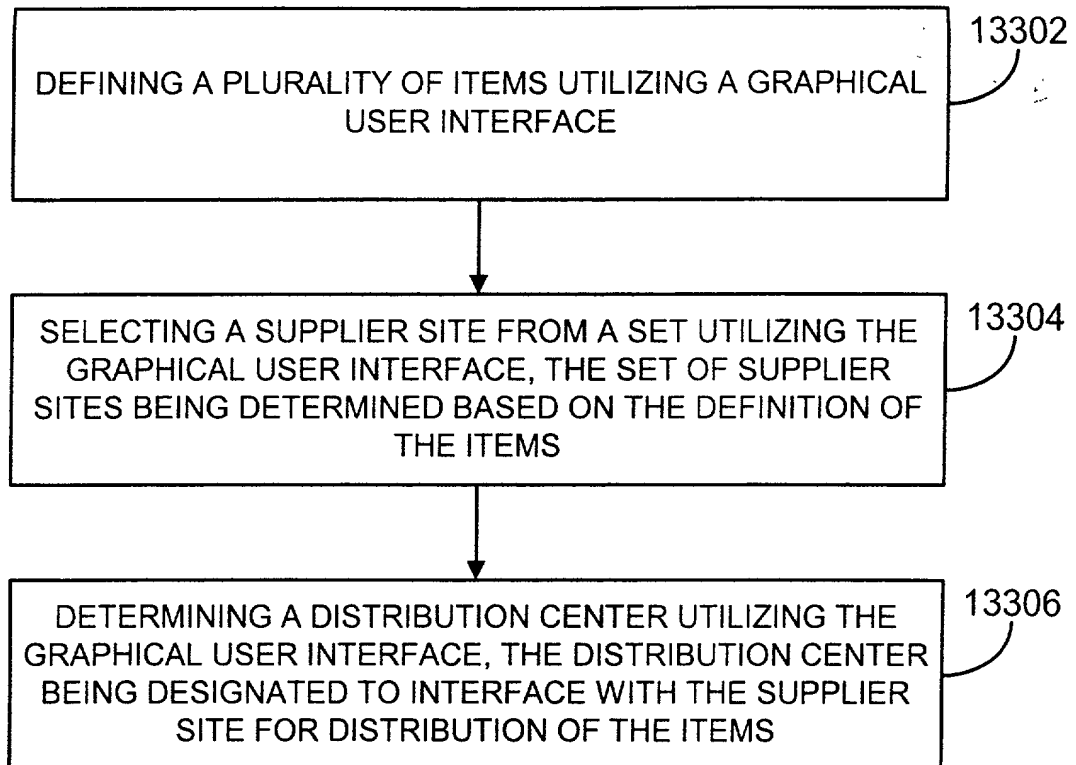 13302
DEFINING A PLURALITY OF ITEMS UTILIZING A GRAPHICAL
USER INTERFACE
13304
SELECTING A SUPPLIER SITE FROM A SET UTILIZING THE
GRAPHICAL USER INTERFACE, THE SET OF SUPPLIER
SITES BEING DETERMINED BASED ON THE DEFINITION OF
THE ITEMS
13306
DETERMINING A DISTRIBUTION CENTER UTILIZING THE
GRAPHICAL USER INTERFACE, THE DISTRIBUTION CENTER
BEING DESIGNATED TO INTERFACE WITH THE SUPPLIER
SITE FOR DISTRIBUTION OF THE ITEMS